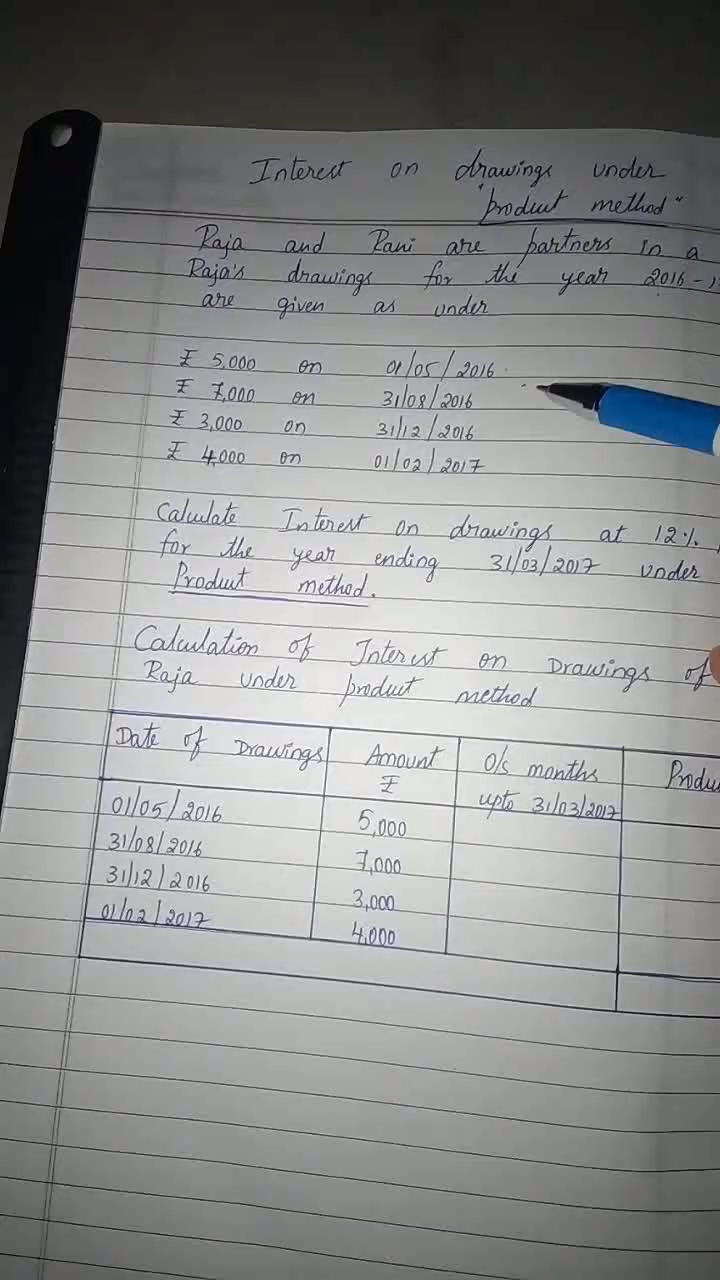 Interest on drawings under
"product method"
Raja and Rani are partners in a
Raja's drawings for the year 2016-1
are given as under
₹ 5,000 on 01/05/2016.
₹ 7,000 on 31/08/2016
₹ 3,000 on 31/12/2016
₹ 4,000 on 01/02/2017
Calculate Interest on drawings at 12%
for the year ending 31/03/2017 under
Product method.
Calculation of Interest on Drawings of
Raja under product method
Date of Drawings Amount ₹ O/s months upto 31/03/2017 Produ
01/05/2016 5,000
31/08/2016 7,000
31/12/2016 3,000
01/02/2017 4,000